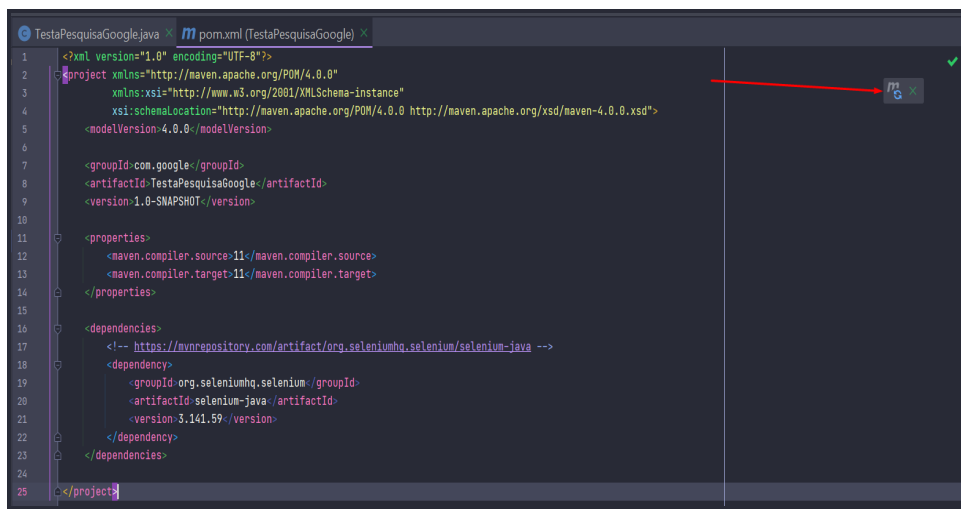 TestaPesquisaGoogle.java × m pom.xml (TestaPesquisaGoogle) ×
1 <?xml version="1.0" encoding="UTF-8"?>
2 <project xmlns="http://maven.apache.org/POM/4.0.0"
3 xmlns:xsi="http://www.w3.org/2001/XMLSchema-instance"
4 xsi:schemaLocation="http://maven.apache.org/POM/4.0.0 http://maven.apache.org/xsd/maven-4.0.0.xsd">
5 <modelVersion>4.0.0</modelVersion>
6
7 <groupId>com.google</groupId>
8 <artifactId>TestaPesquisaGoogle</artifactId>
9 <version>1.0-SNAPSHOT</version>
10
11 <properties>
12 <maven.compiler.source>11</maven.compiler.source>
13 <maven.compiler.target>11</maven.compiler.target>
14 </properties>
15
16 <dependencies>
17 <!-- https://mvnrepository.com/artifact/org.seleniumhq.selenium/selenium-java -->
18 <dependency>
19 <groupId>org.seleniumhq.selenium</groupId>
20 <artifactId>selenium-java</artifactId>
21 <version>3.141.59</version>
22 </dependency>
23 </dependencies>
24
25 </project>